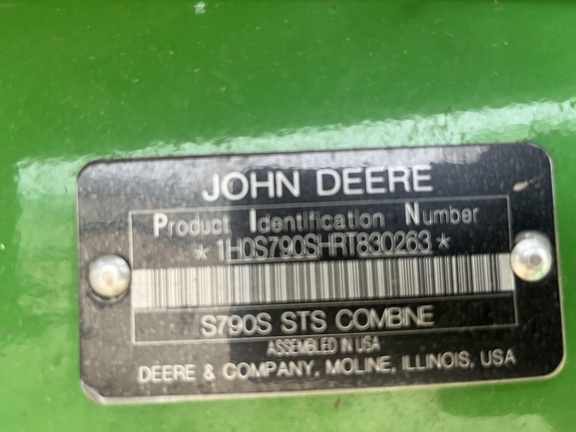 JOHN DEERE
Product Identification Number
* 1H0S790SHRT830263 *
S790S STS COMBINE
ASSEMBLED IN USA
DEERE & COMPANY, MOLINE, ILLINOIS, USA